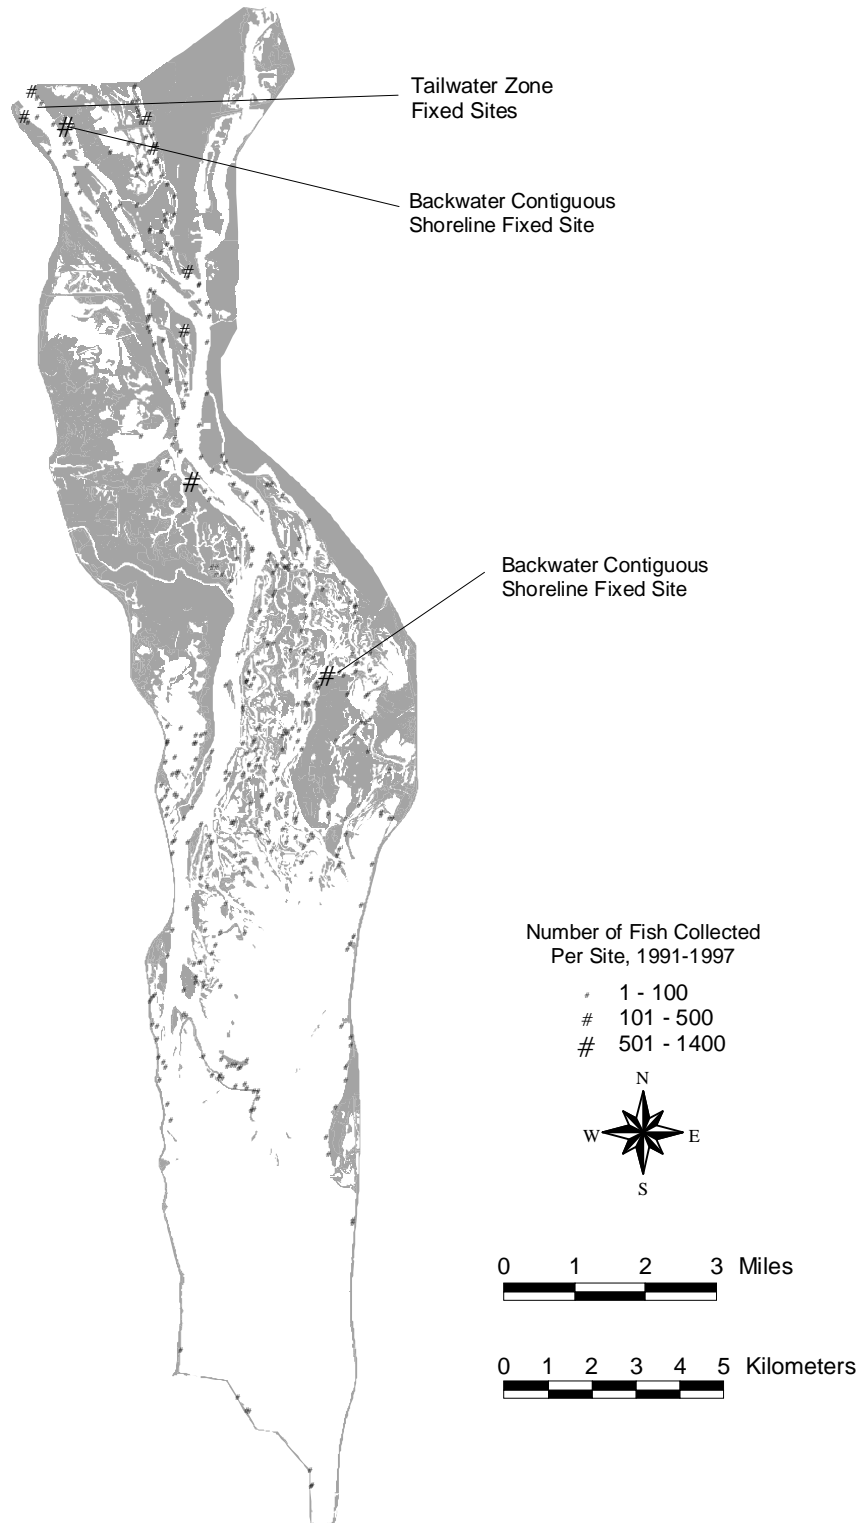 Tailwater Zone
Fixed Sites
Backwater Contiguous
Shoreline Fixed Site
Backwater Contiguous
Shoreline Fixed Site
Number of Fish Collected
Per Site, 1991-1997
# 1 - 100
# 101 - 500
# 501 - 1400
N
W E
S
0 1 2 3 Miles
0 1 2 3 4 5 Kilometers